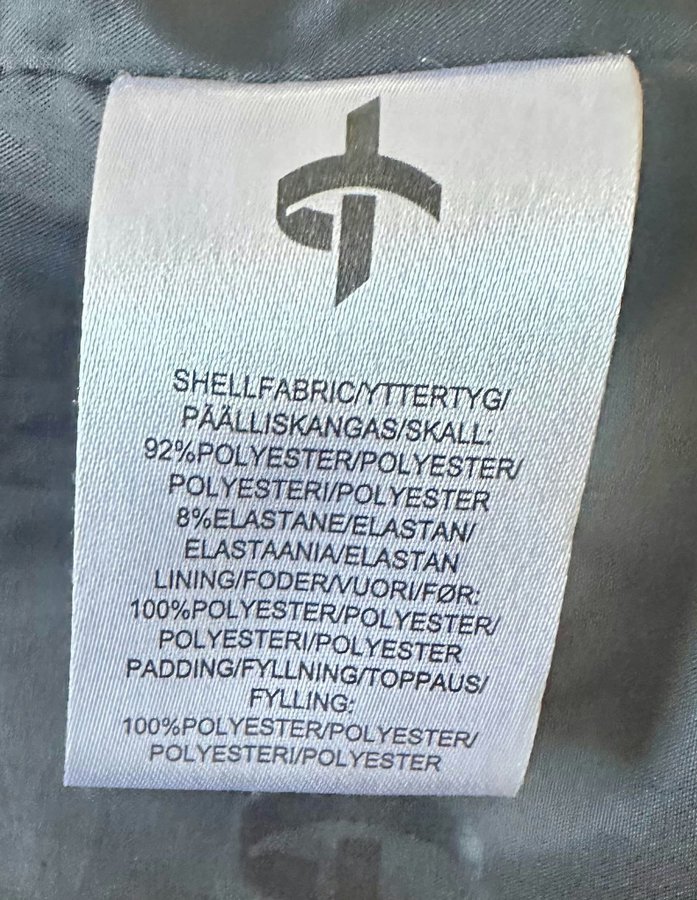 SHELLFABRIC/YTTERTYG/
PÄÄLLISKANGAS/SKALL:
92%POLYESTER/POLYESTER/
POLYESTERI/POLYESTER
8%ELASTANE/ELASTAN/
ELASTAANIA/ELASTAN
LINING/FODER/VUORI/FØR:
100%POLYESTER/POLYESTER/
POLYESTERI/POLYESTER
PADDING/FYLLNING/TOPPAUS/
FYLLING:
100%POLYESTER/POLYESTER/
POLYESTERI/POLYESTER